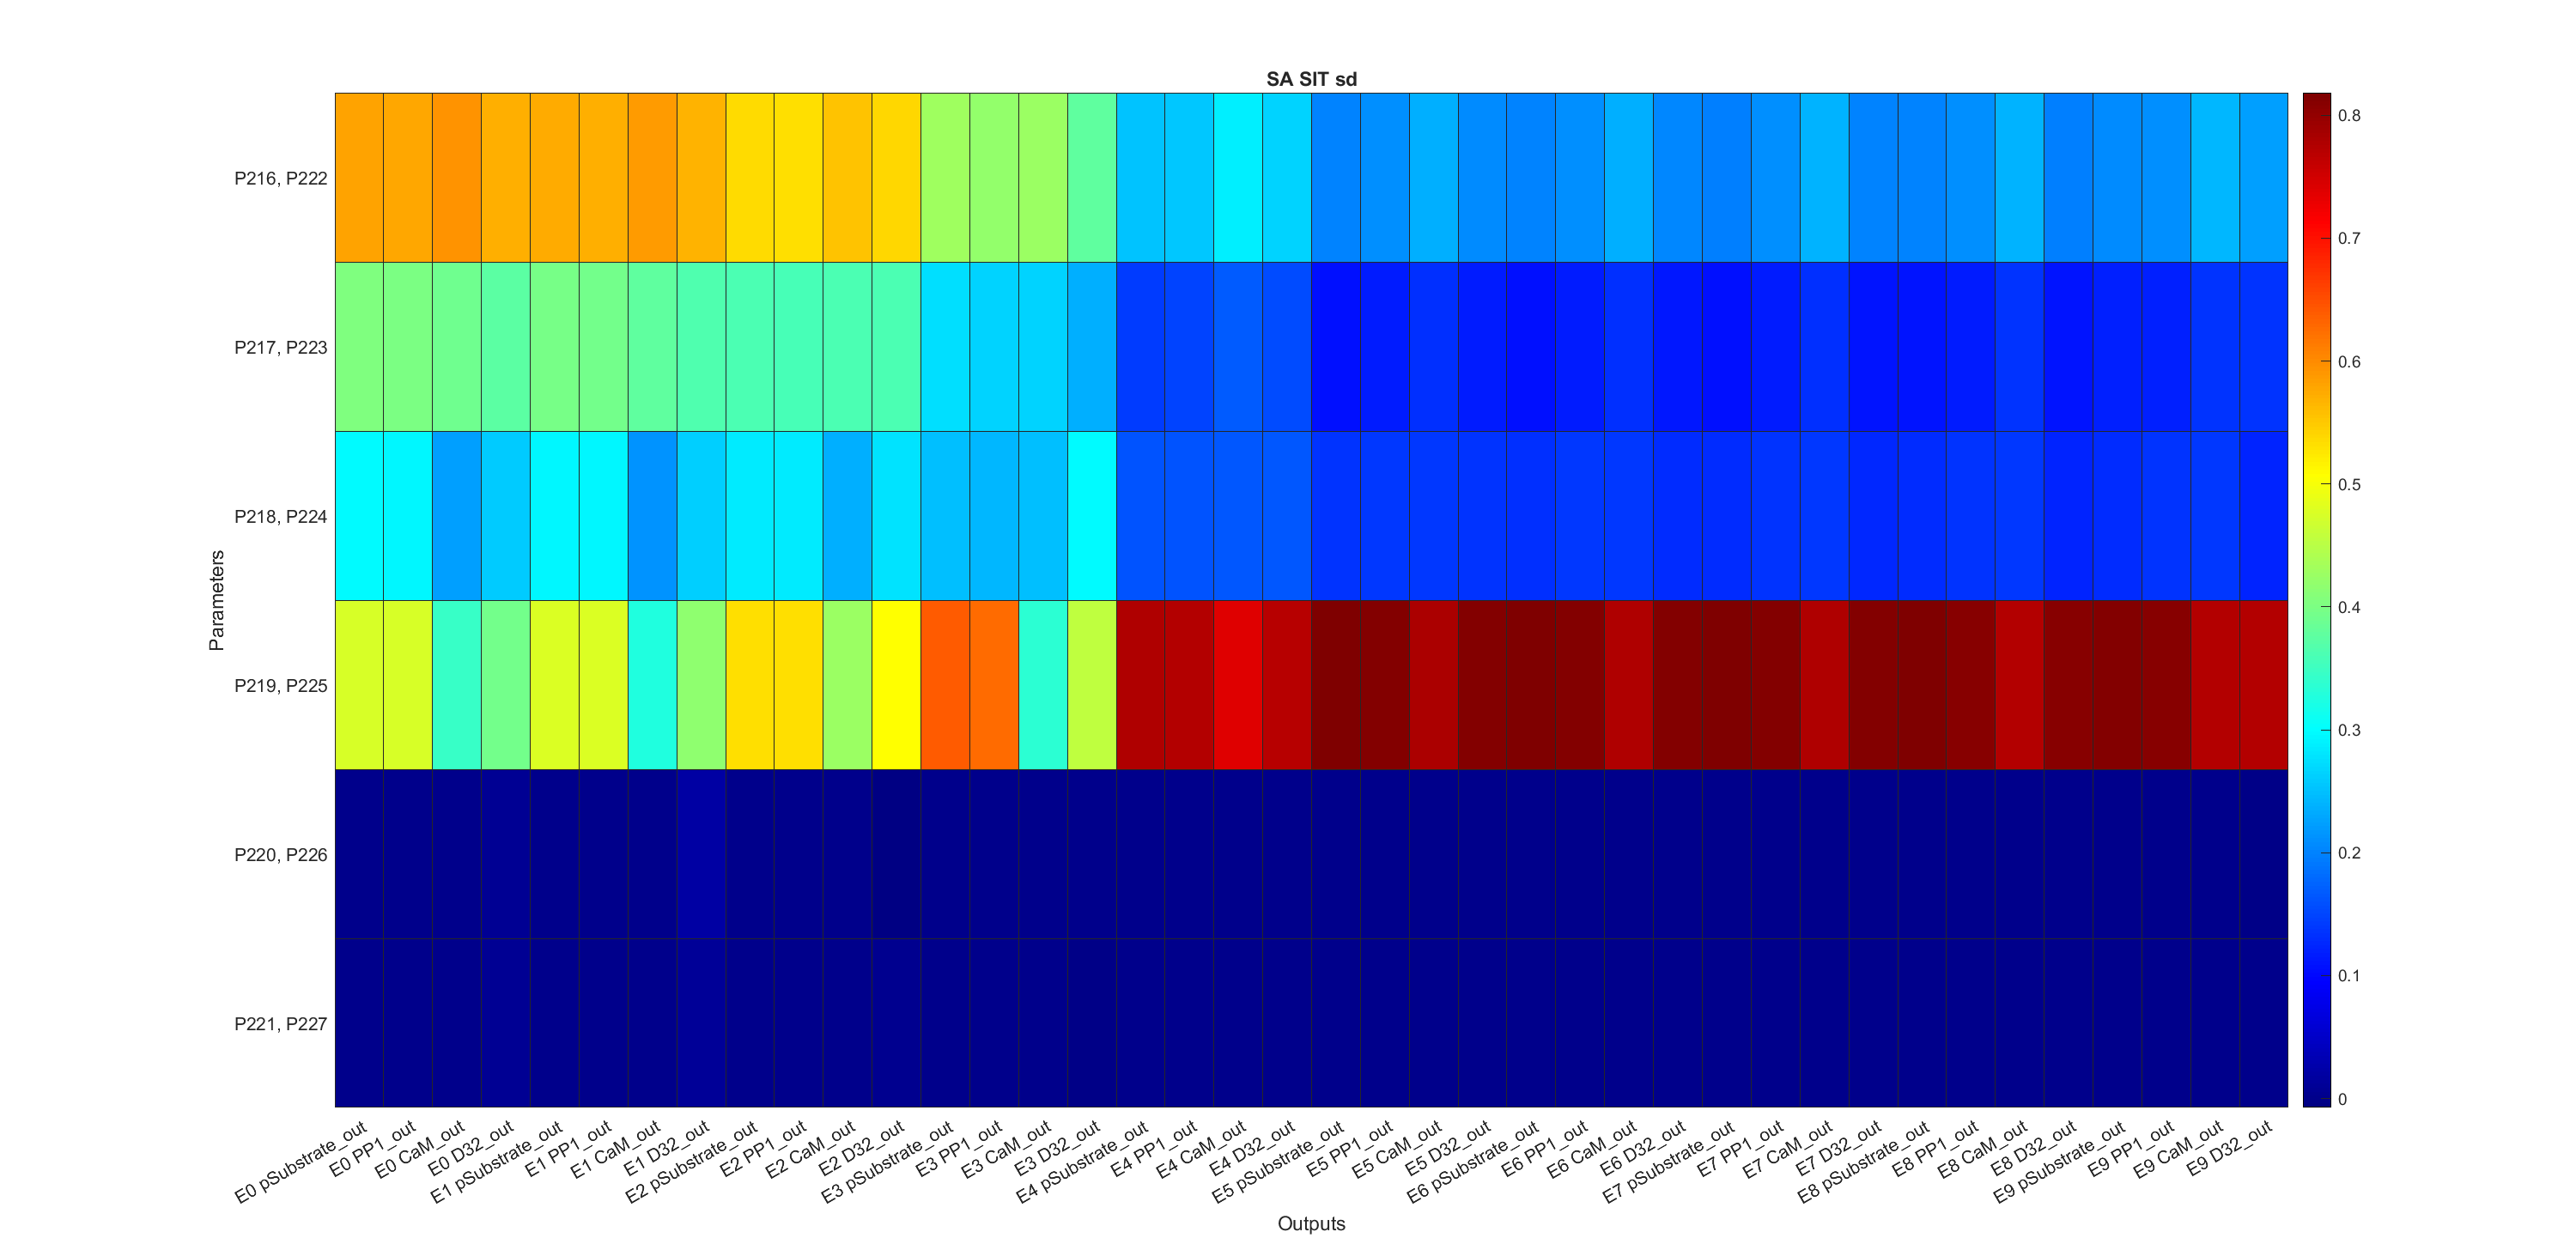 SA SIT sd
P216, P222
P217, P223
P218, P224
P219, P225
P220, P226
P221, P227
Parameters
0.8
0.7
0.6
0.5
0.4
0.3
0.2
0.1
0
E0 pSubstrate_out
E0 PP1_out
E0 CaM_out
E0 D32_out
E1 pSubstrate_out
E1 PP1_out
E1 CaM_out
E1 D32_out
E2 pSubstrate_out
E2 PP1_out
E2 CaM_out
E2 D32_out
E3 pSubstrate_out
E3 PP1_out
E3 CaM_out
E3 D32_out
E4 pSubstrate_out
E4 PP1_out
E4 CaM_out
E4 D32_out
E5 pSubstrate_out
E5 PP1_out
E5 CaM_out
E5 D32_out
E6 pSubstrate_out
E6 PP1_out
E6 CaM_out
E6 D32_out
E7 pSubstrate_out
E7 PP1_out
E7 CaM_out
E7 D32_out
E8 pSubstrate_out
E8 PP1_out
E8 CaM_out
E8 D32_out
E9 pSubstrate_out
E9 PP1_out
E9 CaM_out
E9 D32_out
Outputs